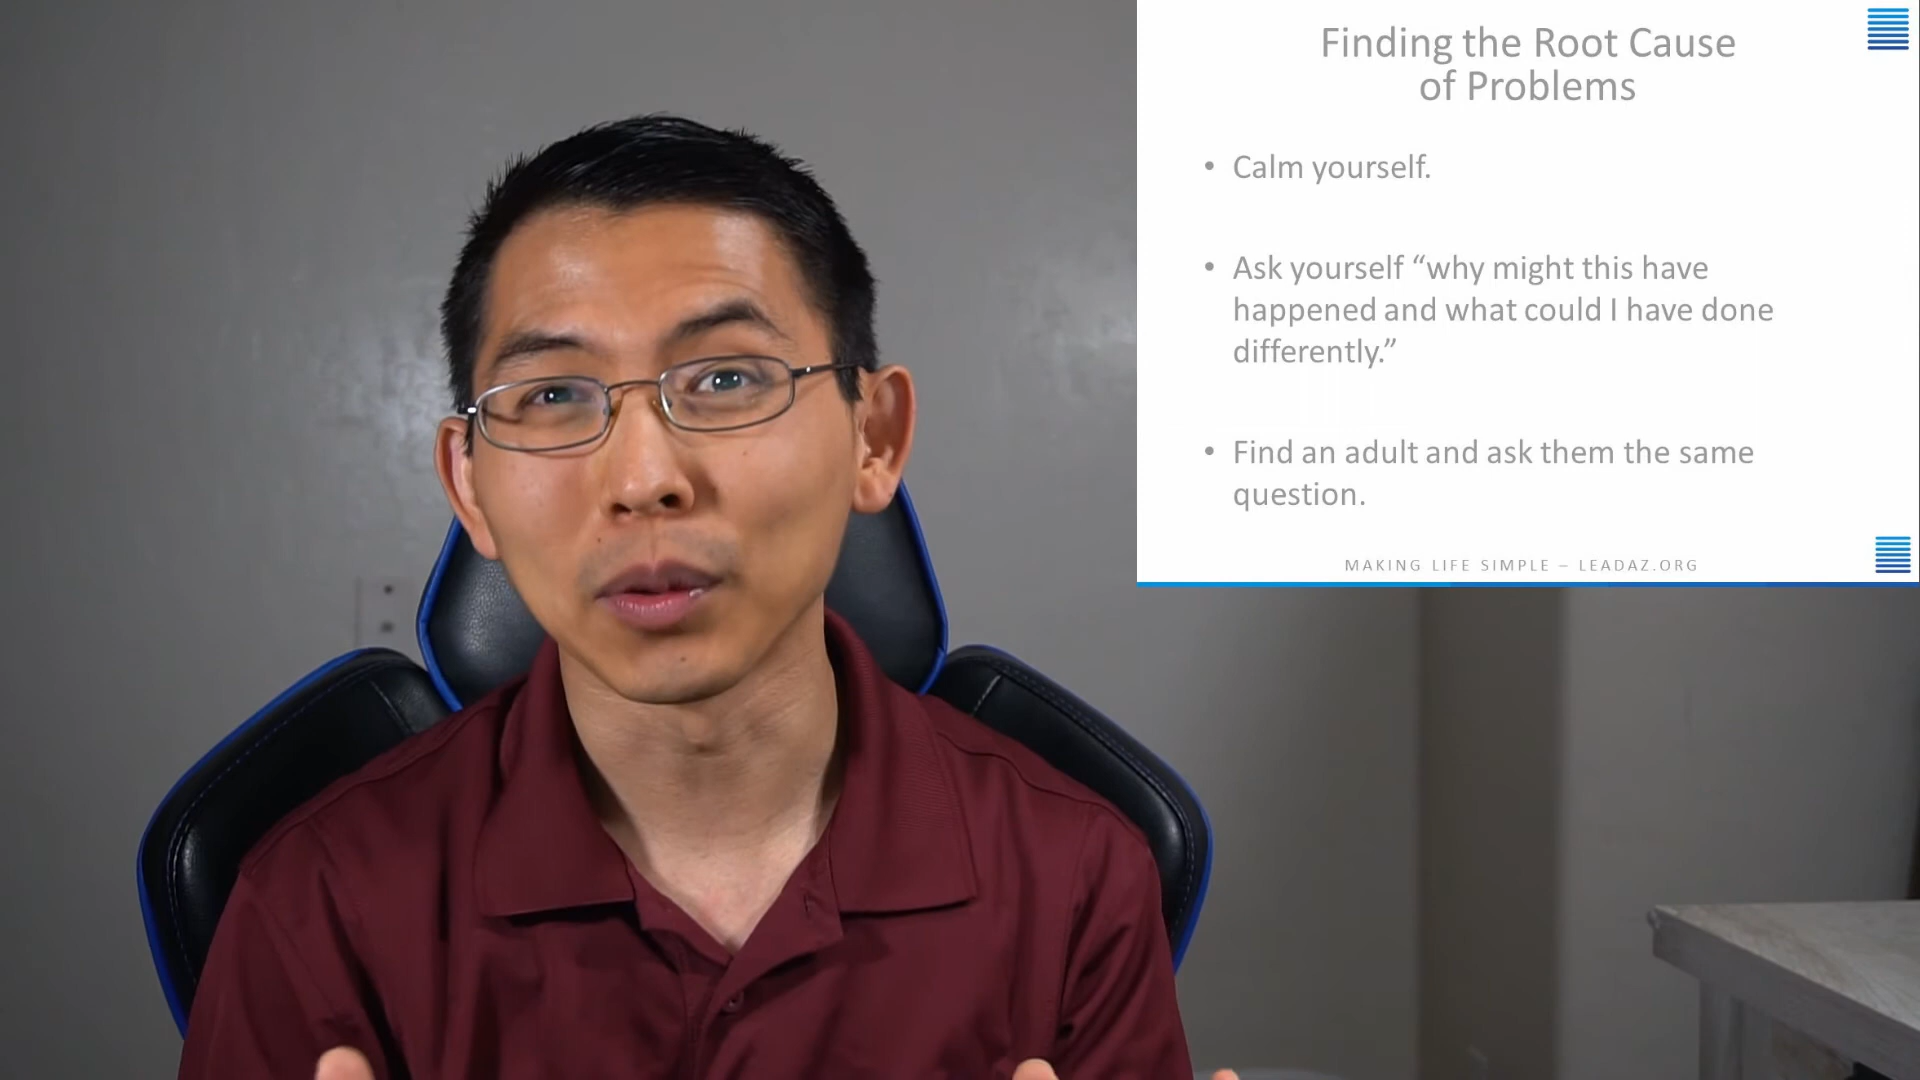 Finding the Root Cause
of Problems
• Calm yourself.
• Ask yourself “why might this have
happened and what could I have done
differently.”
• Find an adult and ask them the same
question.
MAKING LIFE SIMPLE – LEADAZ.ORG